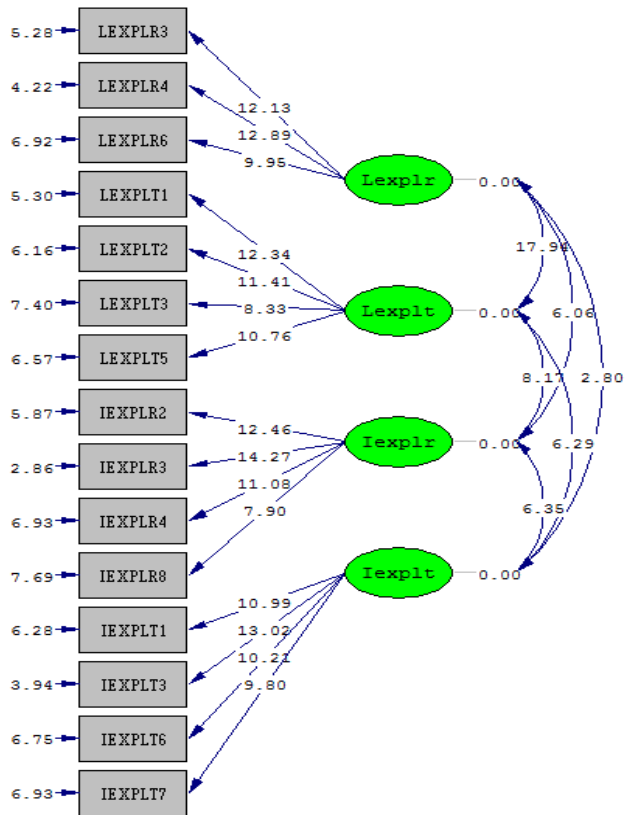 5.28 LEXPLR3
4.22 LEXPLR4
12.13
6.92 LEXPLR6
12.89
9.95
5.30 LEXPLT1
Lexplr 0.00
6.16 LEXPLT2
12.34
17.94
11.41
7.40 LEXPLT3
8.33
Lexplt 0.00
6.06
10.76
6.57 LEXPLT5
8.17
2.80
5.87 IEXPLR2
12.46
Iexplr 0.00
6.29
2.86 IEXPLR3
14.27
11.08
6.93 IEXPLR4
7.90
6.35
7.69 IEXPLR8
Iexplt 0.00
10.99
6.28 IEXPLT1
13.02
10.21
3.94 IEXPLT3
9.80
6.75 IEXPLT6
6.93 IEXPLT7